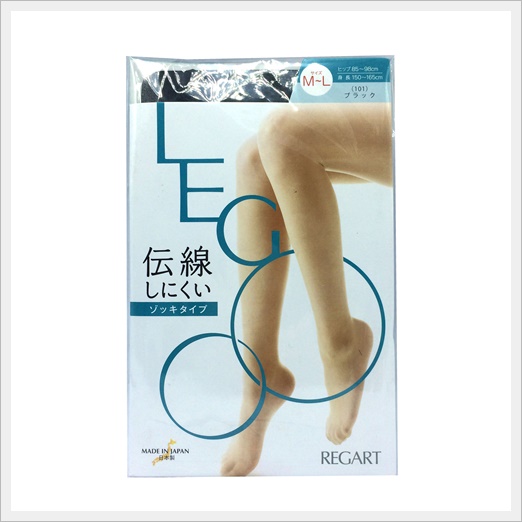 サイズ
M~L
ヒップ 85~98cm
身長 150~165cm
(101)
ブラック
LEG
伝線
しにくい
ゾッキタイプ
MADE IN JAPAN
日本製
REGART